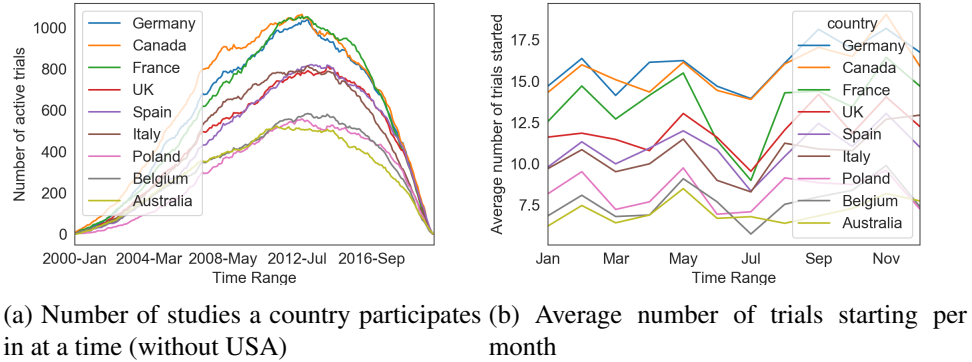 Number of active trials
1000
800
600
400
200
0
Germany
Canada
France
UK
Spain
Italy
Poland
Belgium
Australia
2000-Jan 2004-Mar 2008-May 2012-Jul 2016-Sep
Time Range
Average number of trials started
17.5
15.0
12.5
10.0
7.5
country
Germany
Canada
France
UK
Spain
Italy
Poland
Belgium
Australia
Jan Mar May Jul Sep Nov
Time Range
(a) Number of studies a country participates
in at a time (without USA)
(b) Average number of trials starting per
month